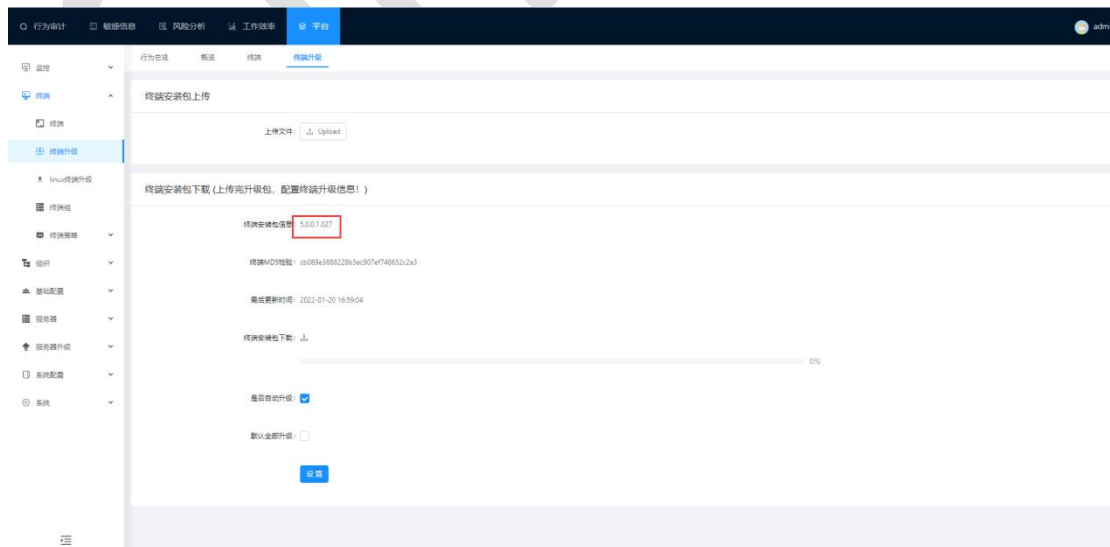 行为审计 敏感信息 风险分析 工作效率 平台 adm
行为总览 概览 终端 终端升级
监控
终端
终端
终端升级
linux终端升级
终端组
终端策略
组织
基础配置
服务器
服务器升级
系统配置
系统
终端安装包上传
上传文件: Upload
终端安装包下载 (上传完升级包, 配置终端升级信息! )
终端安装包信息: 5.0.0.1.027
终端MD5检验: cb089e3888228b5ec907ef748652c2a3
最后更新时间: 2022-01-20 16:59:04
终端安装包下载:
0%
是否自动升级:
默认全部升级:
设 置